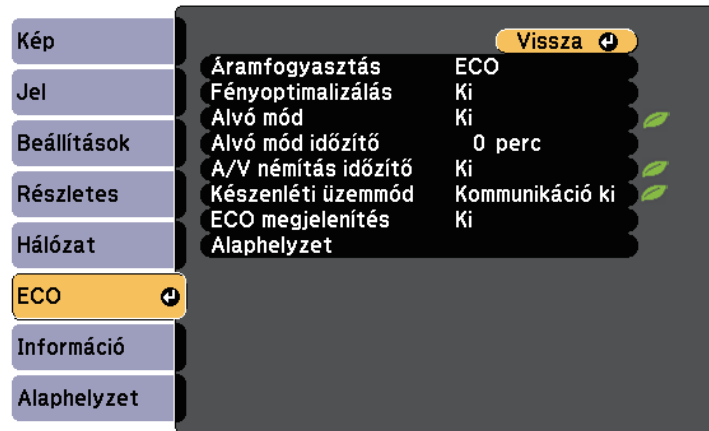 Kép
Jel
Beállítások
Részletes
Hálózat
ECO
Információ
Alaphelyzet
Vissza
Áramfogyasztás ECO
Fényoptimalizálás Ki
Alvó mód Ki
Alvó mód időzítő 0 perc
A/V némítás időzítő Ki
Készenléti üzemmód Kommunikáció ki
ECO megjelenítés Ki
Alaphelyzet